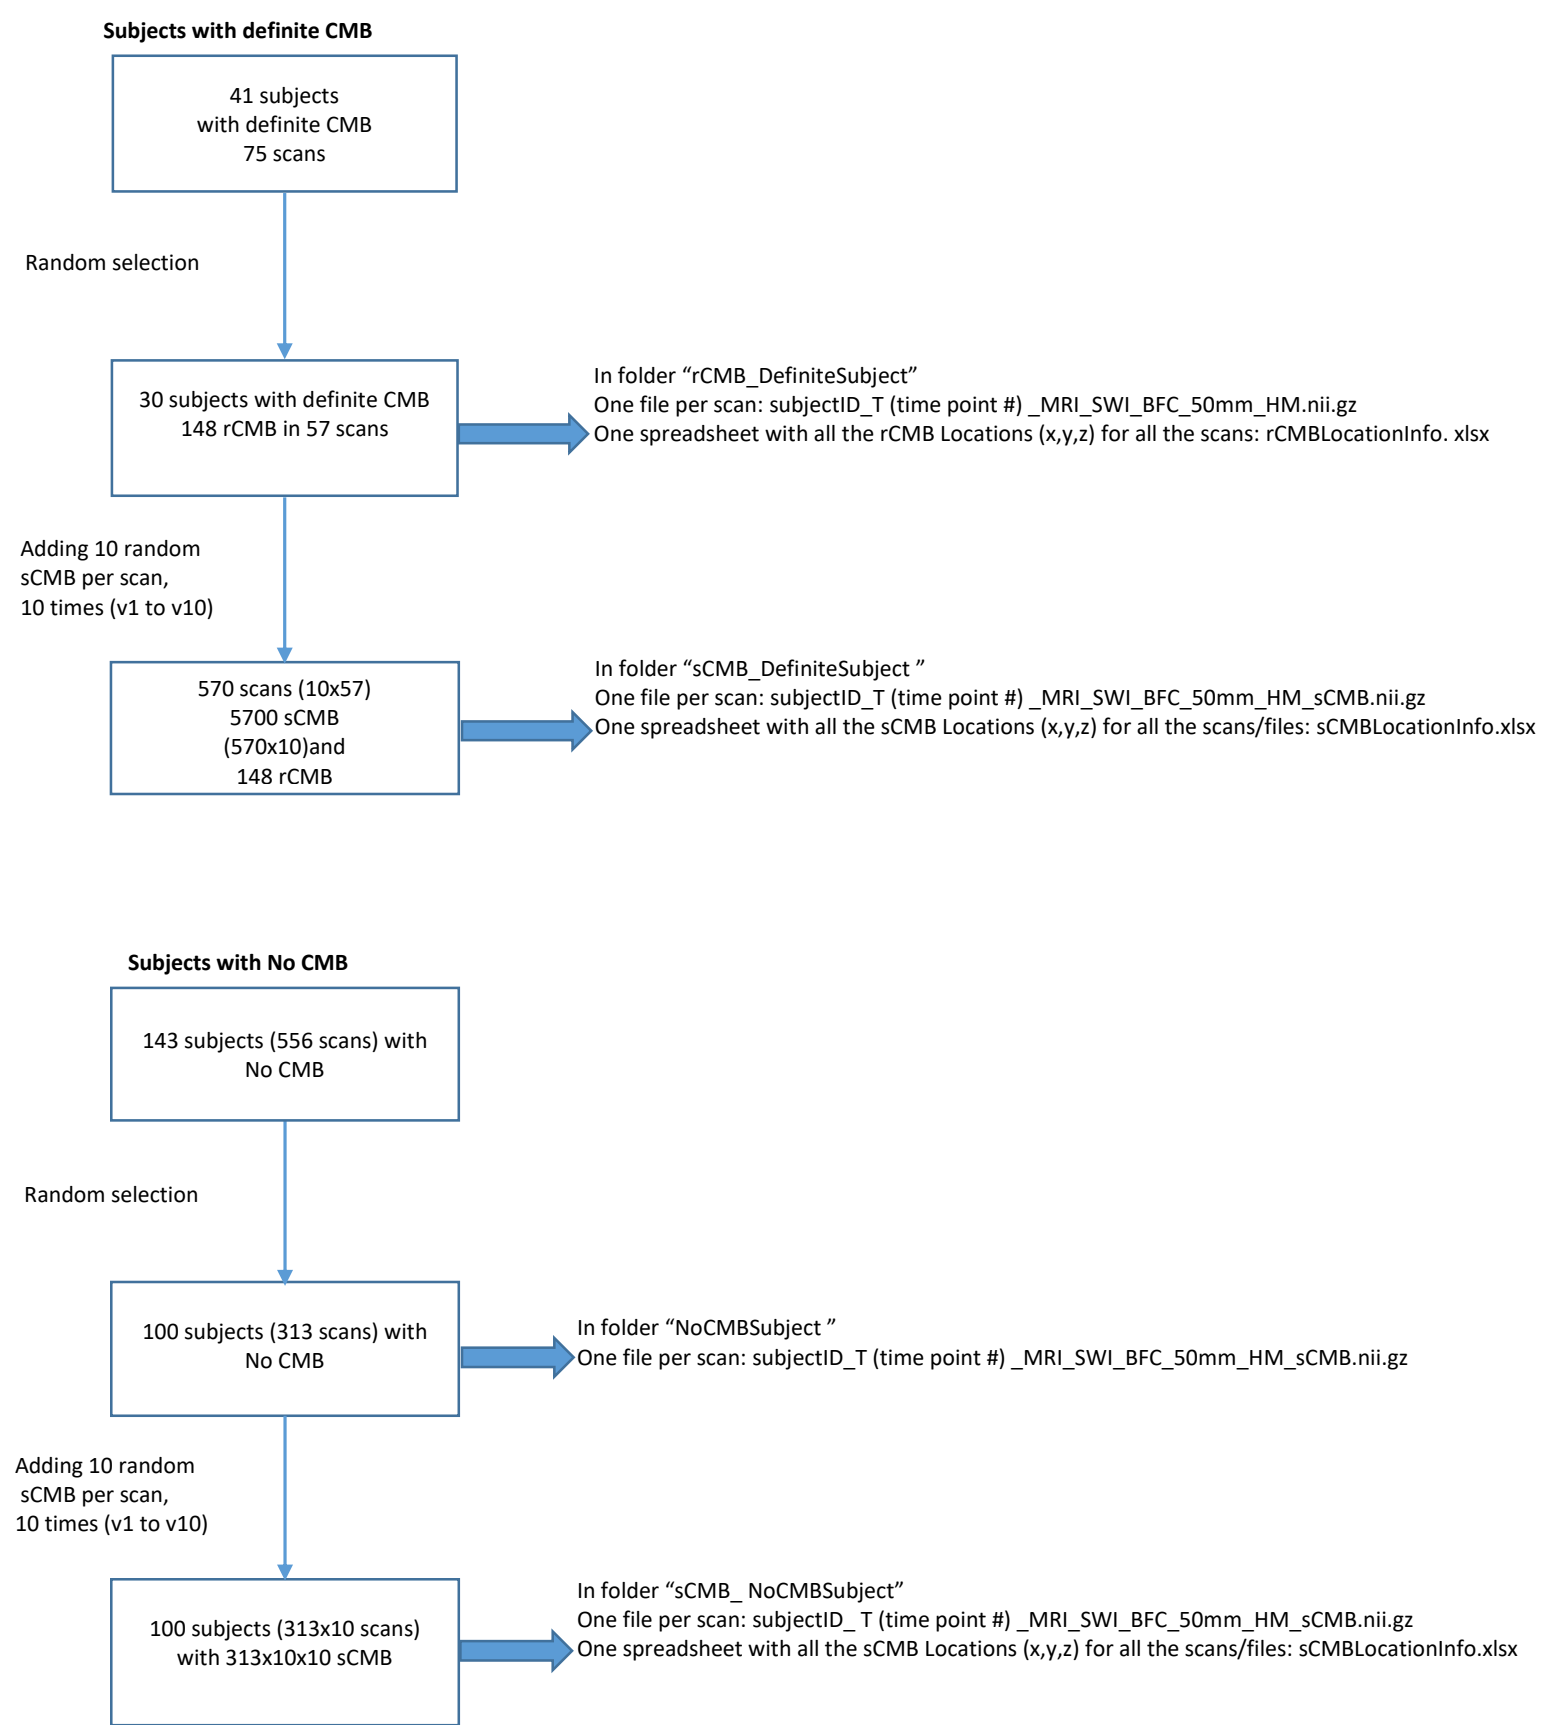 Subjects with definite CMB
41 subjects
with definite CMB
75 scans
Random selection
30 subjects with definite CMB
148 rCMB in 57 scans
In folder “rCMB_DefiniteSubject”
One file per scan: subjectID_T (time point #) _MRI_SWI_BFC_50mm_HM.nii.gz
One spreadsheet with all the rCMB Locations (x,y,z) for all the scans: rCMBLocationInfo. xlsx
Adding 10 random
sCMB per scan,
10 times (v1 to v10)
570 scans (10x57)
5700 sCMB
(570x10)and
148 rCMB
In folder “sCMB_DefiniteSubject ”
One file per scan: subjectID_T (time point #) _MRI_SWI_BFC_50mm_HM_sCMB.nii.gz
One spreadsheet with all the sCMB Locations (x,y,z) for all the scans/files: sCMBLocationInfo.xlsx
Subjects with No CMB
143 subjects (556 scans) with
No CMB
Random selection
100 subjects (313 scans) with
No CMB
In folder “NoCMBSubject ”
One file per scan: subjectID_T (time point #) _MRI_SWI_BFC_50mm_HM_sCMB.nii.gz
Adding 10 random
sCMB per scan,
10 times (v1 to v10)
100 subjects (313x10 scans)
with 313x10x10 sCMB
In folder “sCMB_ NoCMBSubject”
One file per scan: subjectID_ T (time point #) _MRI_SWI_BFC_50mm_HM_sCMB.nii.gz
One spreadsheet with all the sCMB Locations (x,y,z) for all the scans/files: sCMBLocationInfo.xlsx